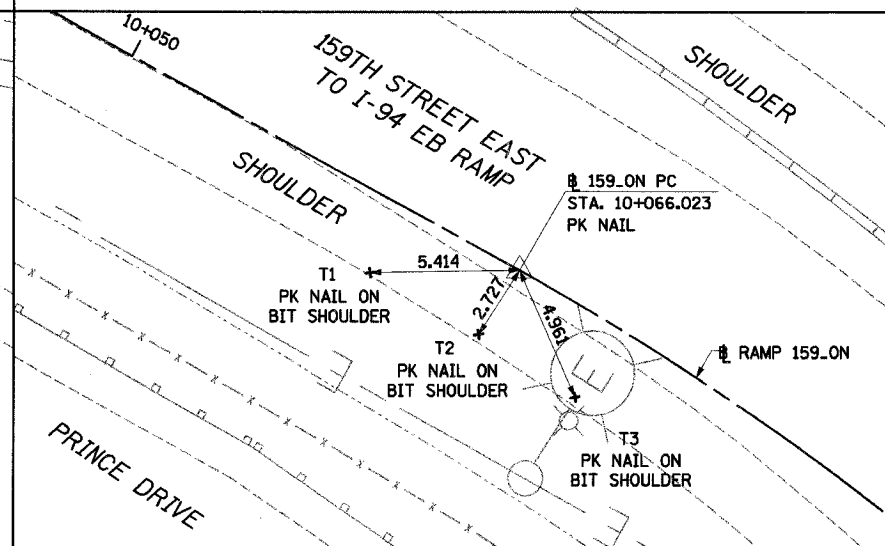 10+050
159TH STREET EAST
TO I-94 EB RAMP
SHOULDER
SHOULDER
℄ 159_ON PC
STA. 10+066.023
PK NAIL
5.414
2.727
4.961
T1
PK NAIL ON
BIT SHOULDER
T2
PK NAIL ON
BIT SHOULDER
E
℄ RAMP 159_ON
T3
PK NAIL ON
BIT SHOULDER
E
E
PRINCE DRIVE